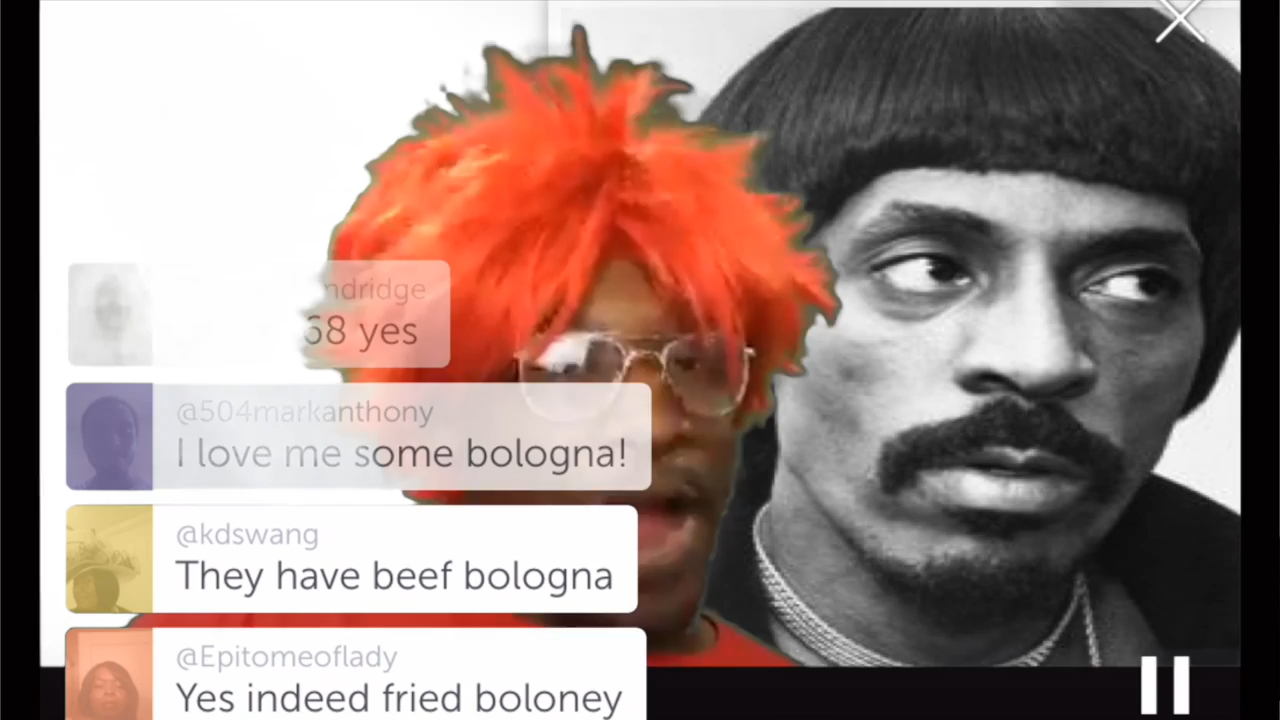 ndridge
68 yes
@504markanthony
I love me some bologna!
@kdswang
They have beef bologna
@Epitomeoflady
Yes indeed fried boloney